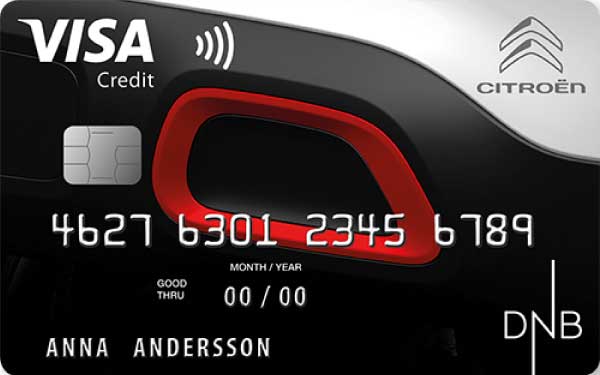 VISA
Credit
CITROËN
4627 6301 2345 6789
MONTH / YEAR
GOOD
THRU
00 / 00
ANNA ANDERSSON
DNB